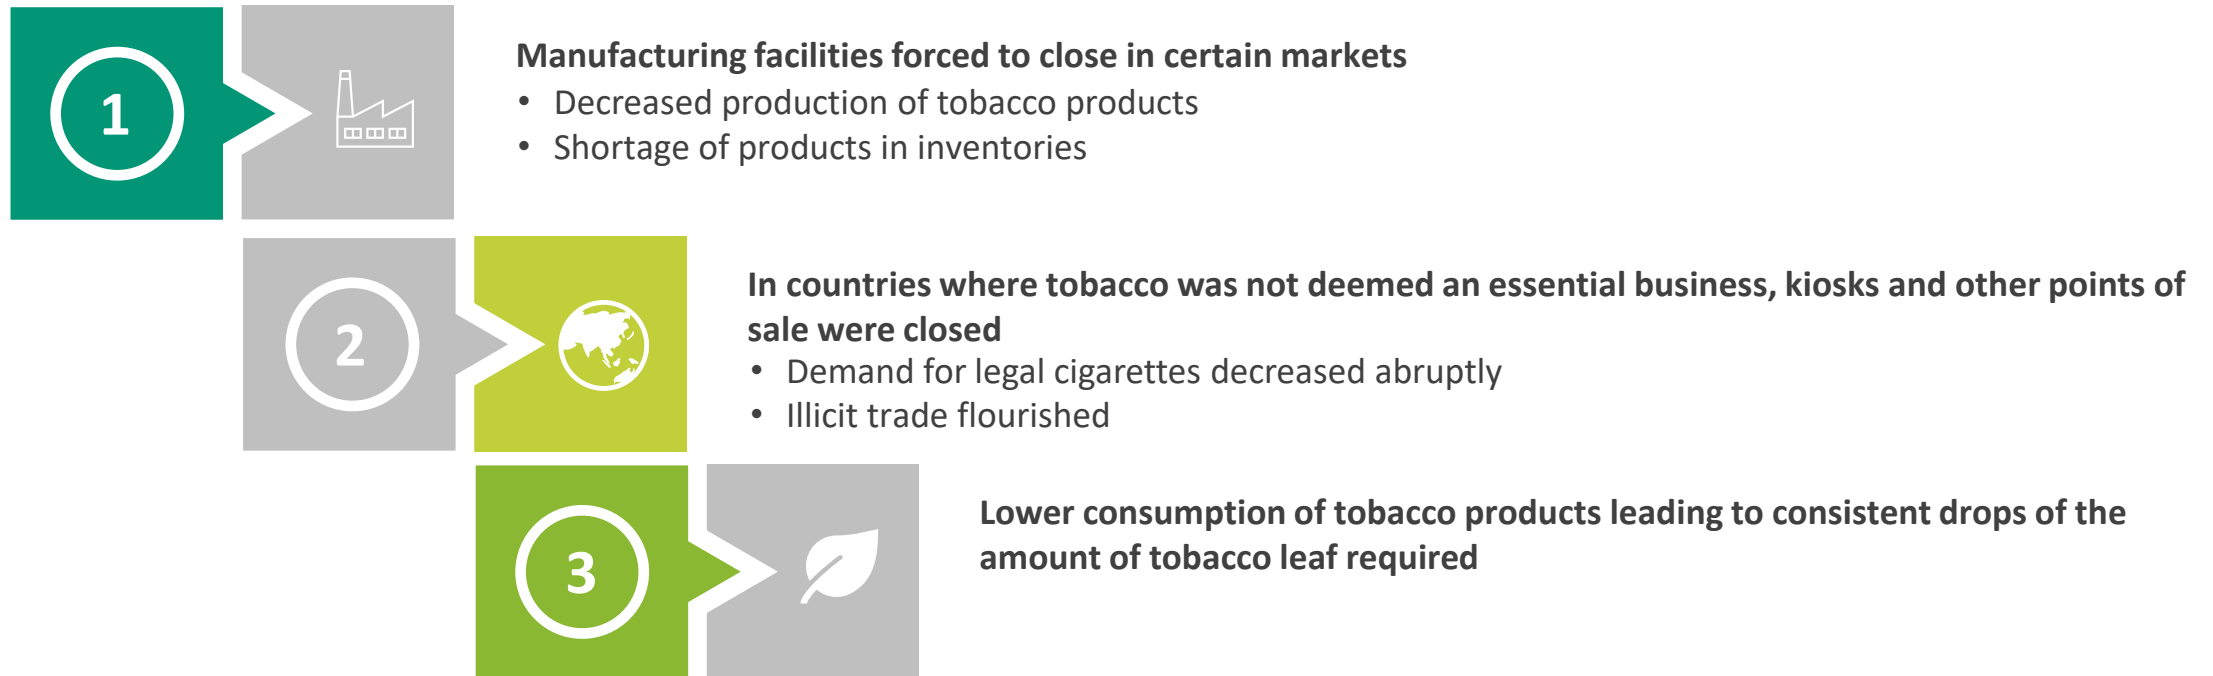 1
Manufacturing facilities forced to close in certain markets
• Decreased production of tobacco products
• Shortage of products in inventories
2
In countries where tobacco was not deemed an essential business, kiosks and other points of
sale were closed
• Demand for legal cigarettes decreased abruptly
• Illicit trade flourished
3
Lower consumption of tobacco products leading to consistent drops of the
amount of tobacco leaf required